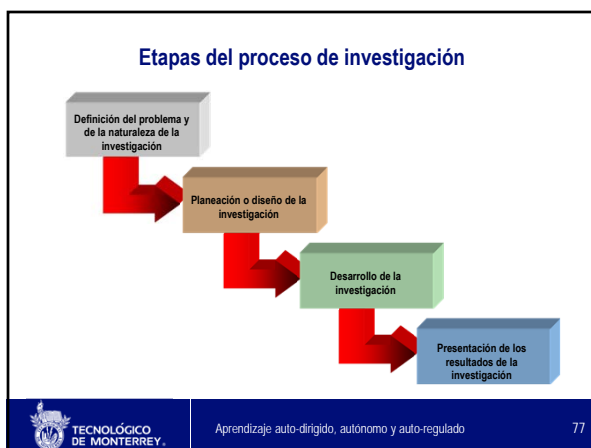 Etapas del proceso de investigación
Definición del problema y
de la naturaleza de la
investigación
Planeación o diseño de la
investigación
Desarrollo de la
investigación
Presentación de los
resultados de la
investigación
TECNOLÓGICO
DE MONTERREY.
Aprendizaje auto-dirigido, autónomo y auto-regulado
77